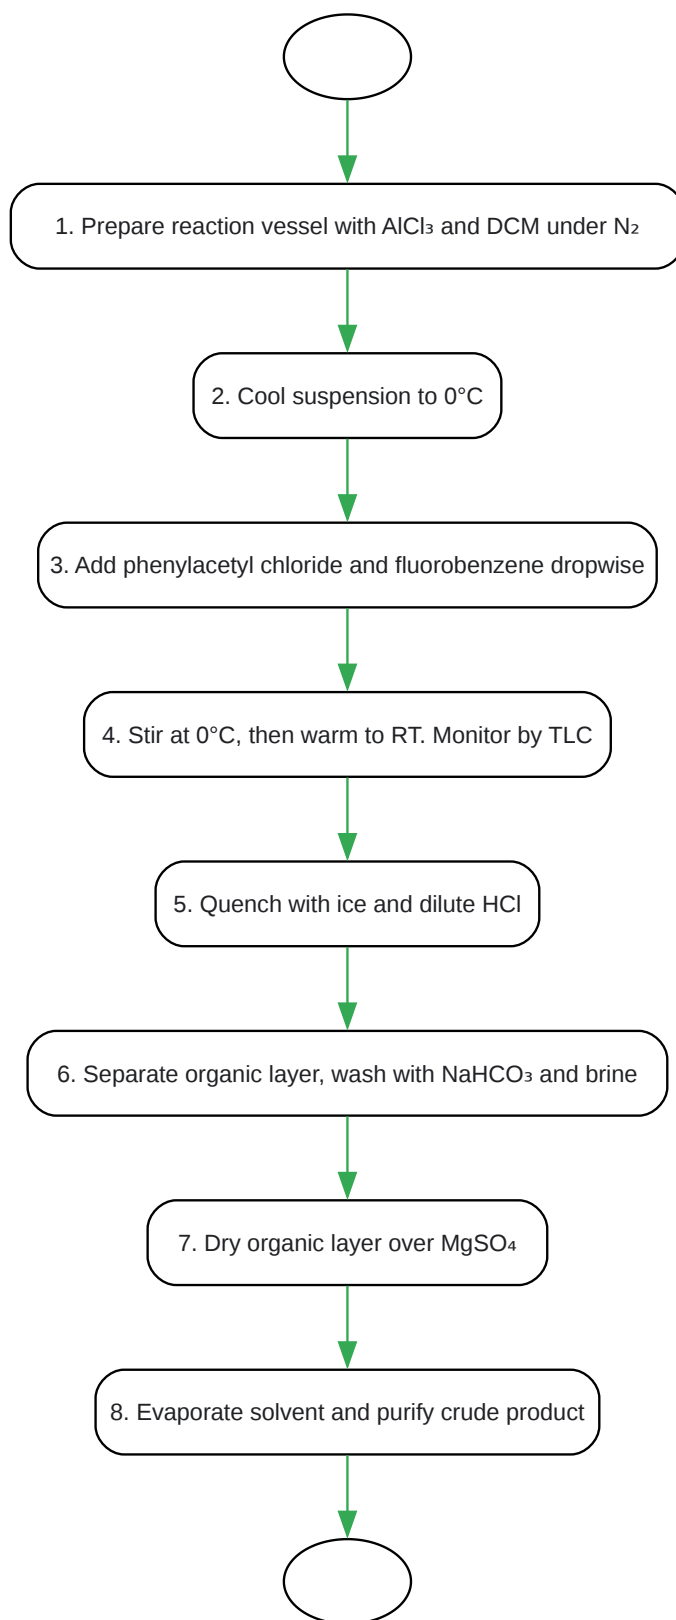 1. Prepare reaction vessel with AlCl₃ and DCM under N₂
2. Cool suspension to 0°C
3. Add phenylacetyl chloride and fluorobenzene dropwise
4. Stir at 0°C, then warm to RT. Monitor by TLC
5. Quench with ice and dilute HCl
6. Separate organic layer, wash with NaHCO₃ and brine
7. Dry organic layer over MgSO₄
8. Evaporate solvent and purify crude product